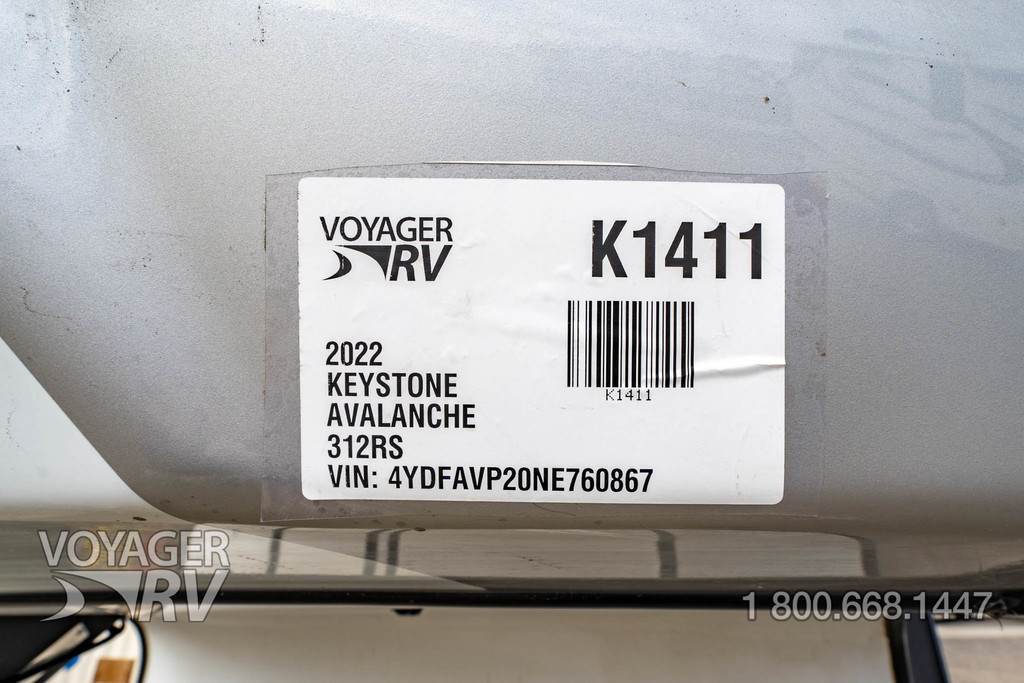 VOYAGER
RV
K1411
K1411
2022
KEYSTONE
AVALANCHE
312RS
VIN: 4YDFAVP20NE760867
VOYAGER
RV
1 800.668.1447